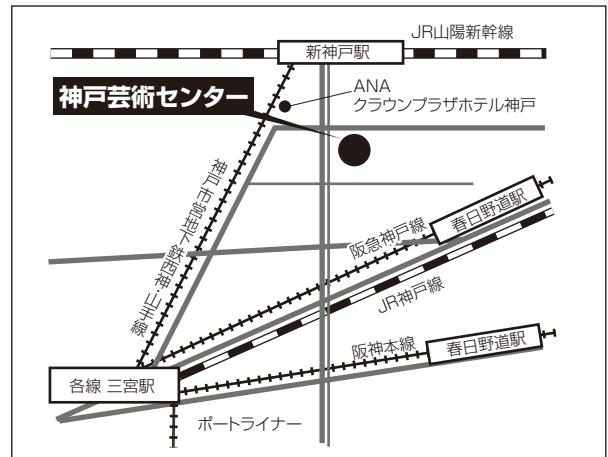 JR山陽新幹線
新神戸駅
ANA
クラウンプラザホテル神戸
神戸芸術センター
神戸市営地下鉄西神・山手線
阪急神戸線
春日野道駅
JR神戸線
阪神本線
春日野道駅
各線 三宮駅
ポートライナー